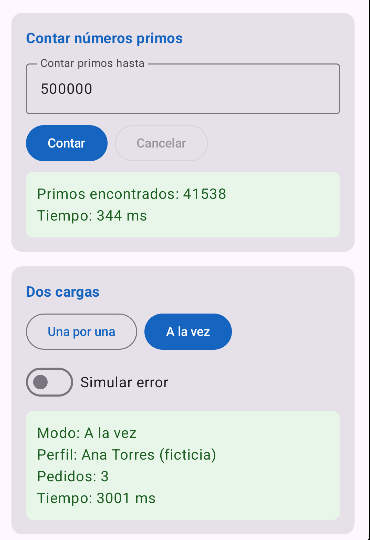 Contar números primos
Contar primos hasta
500000
Contar
Cancelar
Primos encontrados: 41538
Tiempo: 344 ms
Dos cargas
Una por una
A la vez
Simular error
Modo: A la vez
Perfil: Ana Torres (ficticia)
Pedidos: 3
Tiempo: 3001 ms